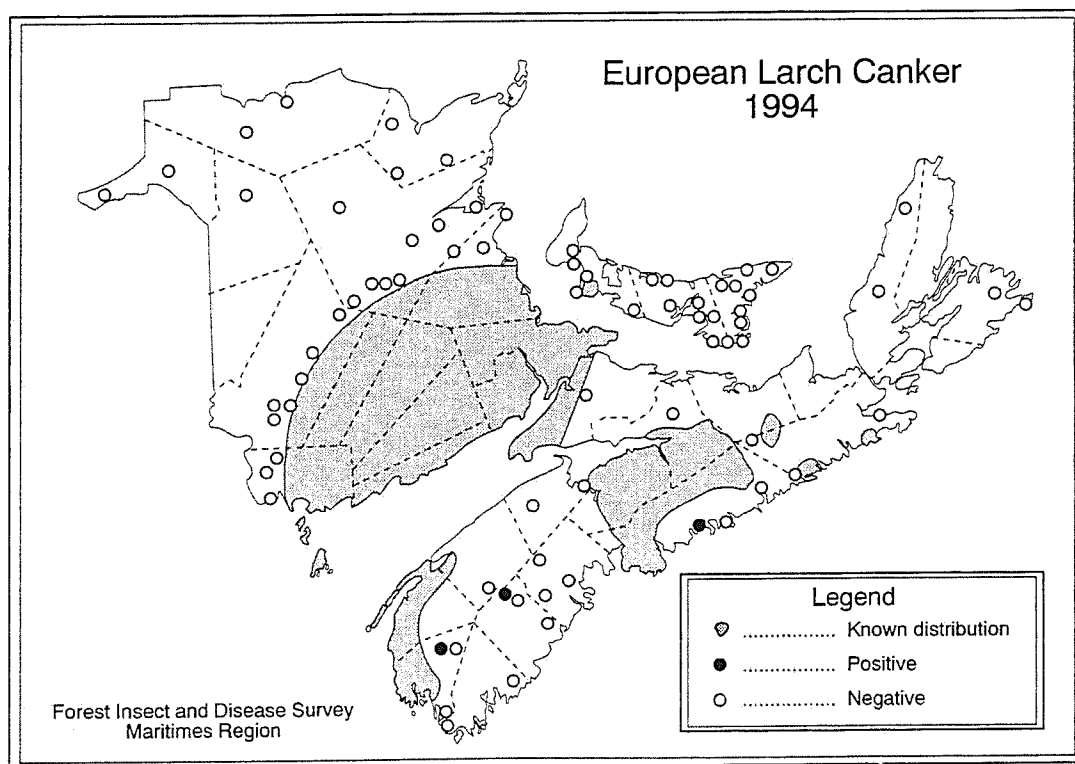 European Larch Canker
1994
Legend
.................. Known distribution
.................. Positive
.................. Negative
Forest Insect and Disease Survey
Maritimes Region